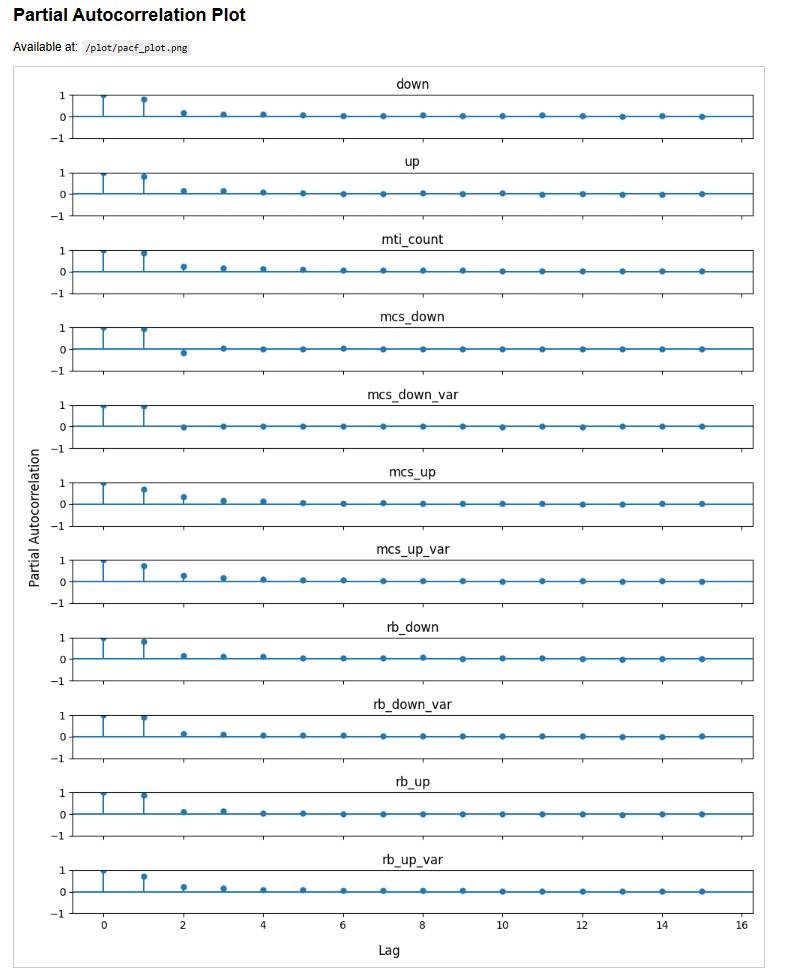 Partial Autocorrelation Plot
Available at: /plot/pacf_plot.png
down
1
0
−1
up
1
0
−1
rnti_count
1
0
−1
mcs_down
1
0
−1
mcs_down_var
1
0
−1
mcs_up
1
0
−1
mcs_up_var
1
0
−1
rb_down
1
0
−1
rb_down_var
1
0
−1
rb_up
1
0
−1
rb_up_var
1
0
−1
0 2 4 6 8 10 12 14 16
Lag
Partial Autocorrelation